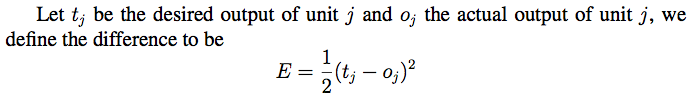 Let t_j be the desired output of unit j and o_j the actual output of unit j, we
define the difference to be
E = \frac{1}{2}(t_j − o_j)^2